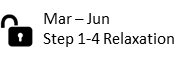 Mar – Jun
Step 1-4 Relaxation